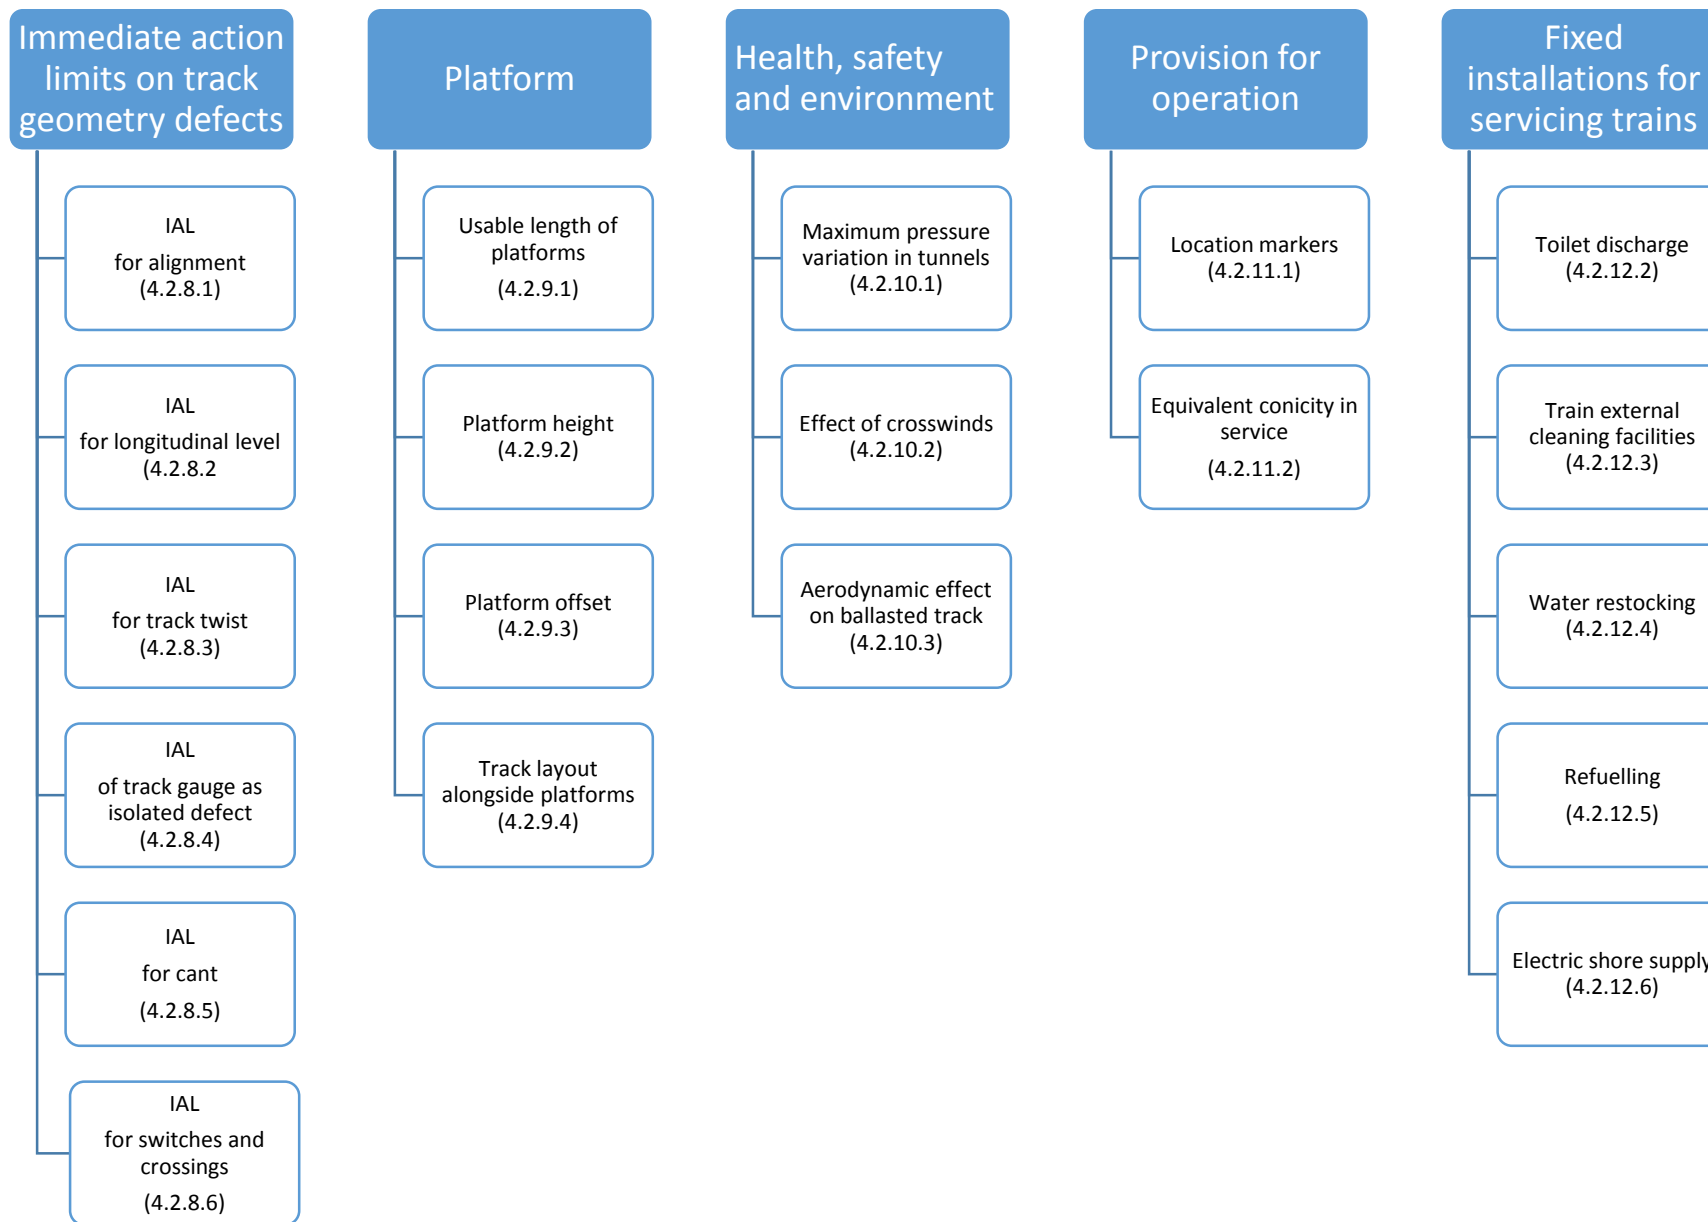 Immediate action
limits on track
geometry defects
IAL
for alignment
(4.2.8.1)
IAL
for longitudinal level
(4.2.8.2
IAL
for track twist
(4.2.8.3)
IAL
of track gauge as
isolated defect
(4.2.8.4)
IAL
for cant
(4.2.8.5)
IAL
for switches and
crossings
(4.2.8.6)
Platform
Usable length of
platforms
(4.2.9.1)
Platform height
(4.2.9.2)
Platform offset
(4.2.9.3)
Track layout
alongside platforms
(4.2.9.4)
Health, safety
and environment
Maximum pressure
variation in tunnels
(4.2.10.1)
Effect of crosswinds
(4.2.10.2)
Aerodynamic effect
on ballasted track
(4.2.10.3)
Provision for
operation
Location markers
(4.2.11.1)
Equivalent conicity in
service
(4.2.11.2)
Fixed
installations for
servicing trains
Toilet discharge
(4.2.12.2)
Train external
cleaning facilities
(4.2.12.3)
Water restocking
(4.2.12.4)
Refuelling
(4.2.12.5)
Electric shore supply
(4.2.12.6)